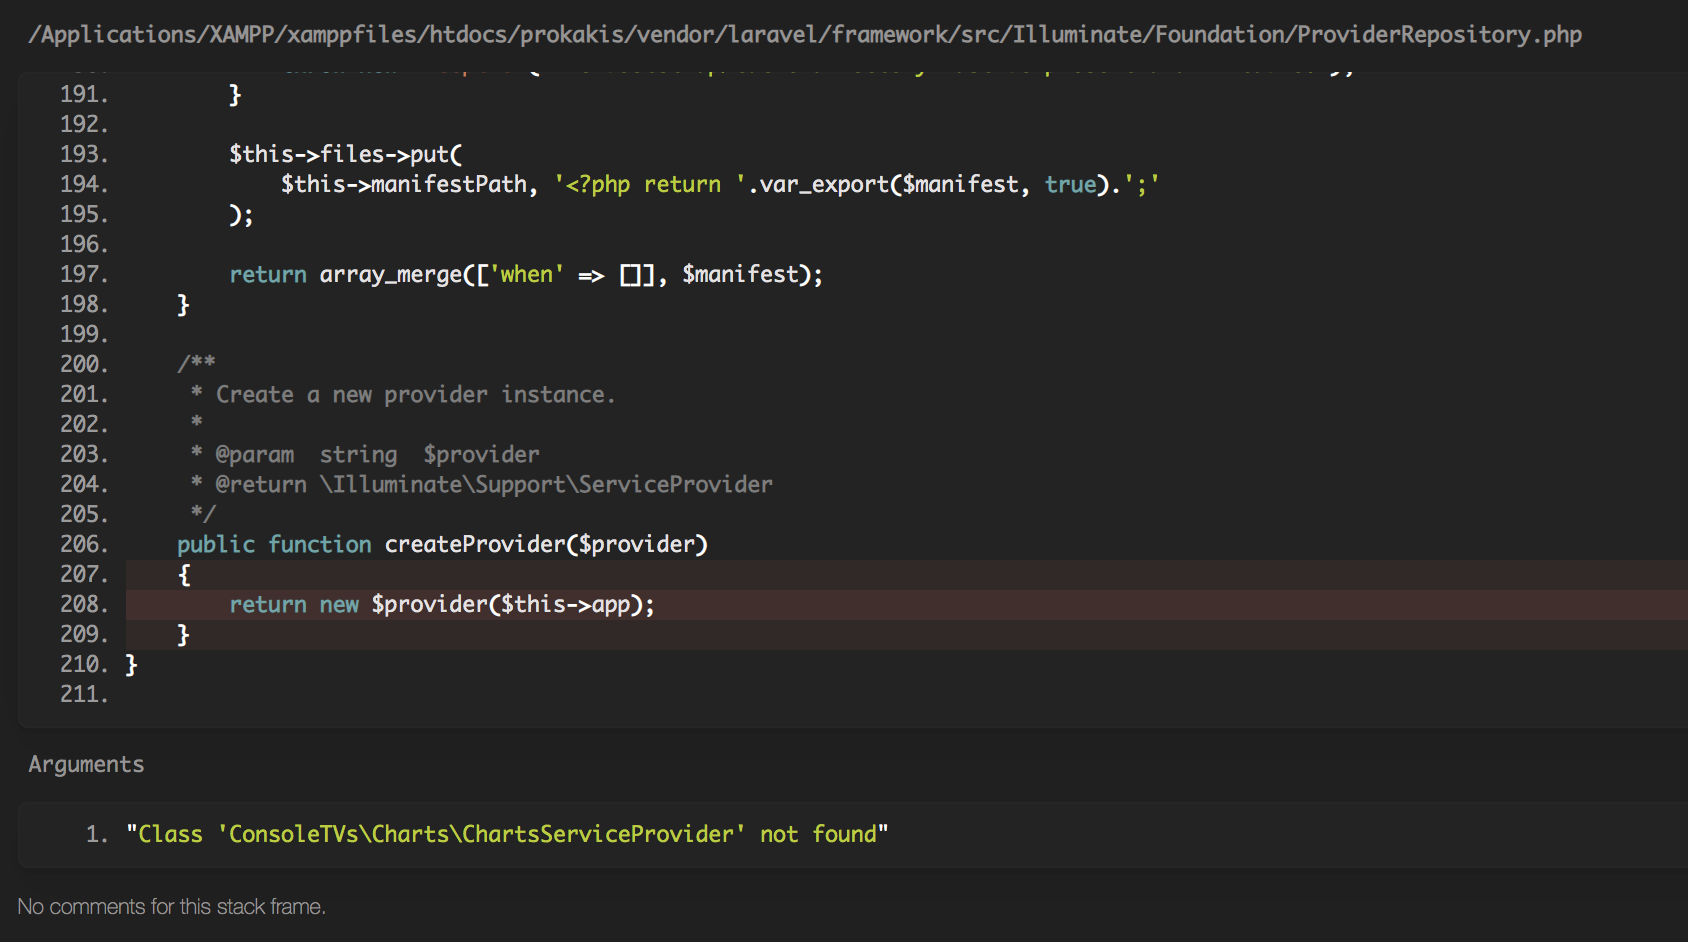 /Applications/XAMPP/xamppfiles/htdocs/prokakis/vendor/laravel/framework/src/Illuminate/Foundation/ProviderRepository.php
191.         }
192.
193.         $this->files->put(
194.             $this->manifestPath, '<?php return '.var_export($manifest, true).';'
195.         );
196.
197.         return array_merge(['when' => []], $manifest);
198.     }
199.
200.     /**
201.      * Create a new provider instance.
202.      *
203.      * @param  string  $provider
204.      * @return \Illuminate\Support\ServiceProvider
205.      */
206.     public function createProvider($provider)
207.     {
208.         return new $provider($this->app);
209.     }
210. }
211.
Arguments
1. "Class 'ConsoleTVs\Charts\ChartsServiceProvider' not found"
No comments for this stack frame.